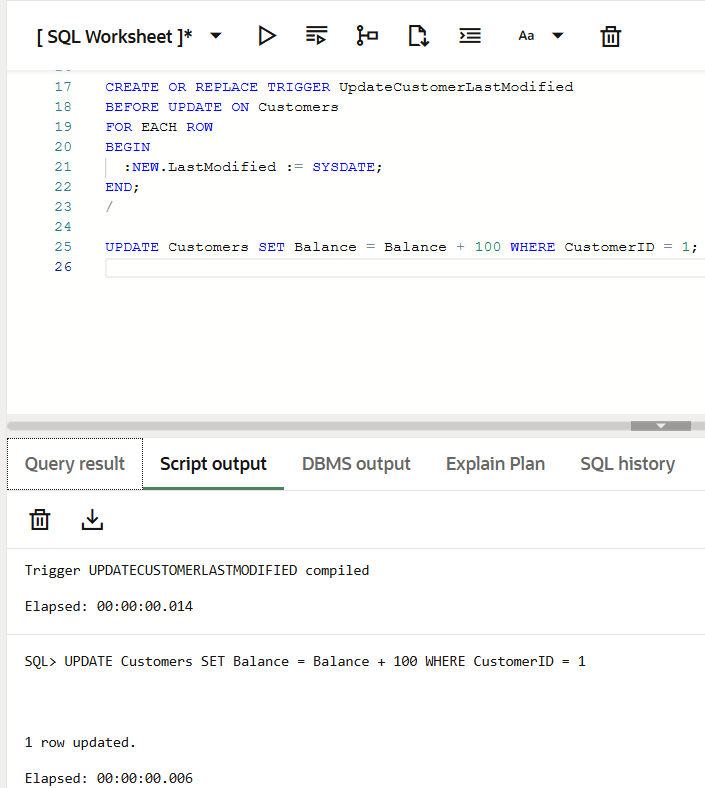 [ SQL Worksheet ]*
Aa
17 CREATE OR REPLACE TRIGGER UpdateCustomerLastModified
18 BEFORE UPDATE ON Customers
19 FOR EACH ROW
20 BEGIN
21 :NEW.LastModified := SYSDATE;
22 END;
23 /
24
25 UPDATE Customers SET Balance = Balance + 100 WHERE CustomerID = 1;
26
Query result Script output DBMS output Explain Plan SQL history
Trigger UPDATECUSTOMERLASTMODIFIED compiled
Elapsed: 00:00:00.014
SQL> UPDATE Customers SET Balance = Balance + 100 WHERE CustomerID = 1
1 row updated.
Elapsed: 00:00:00.006